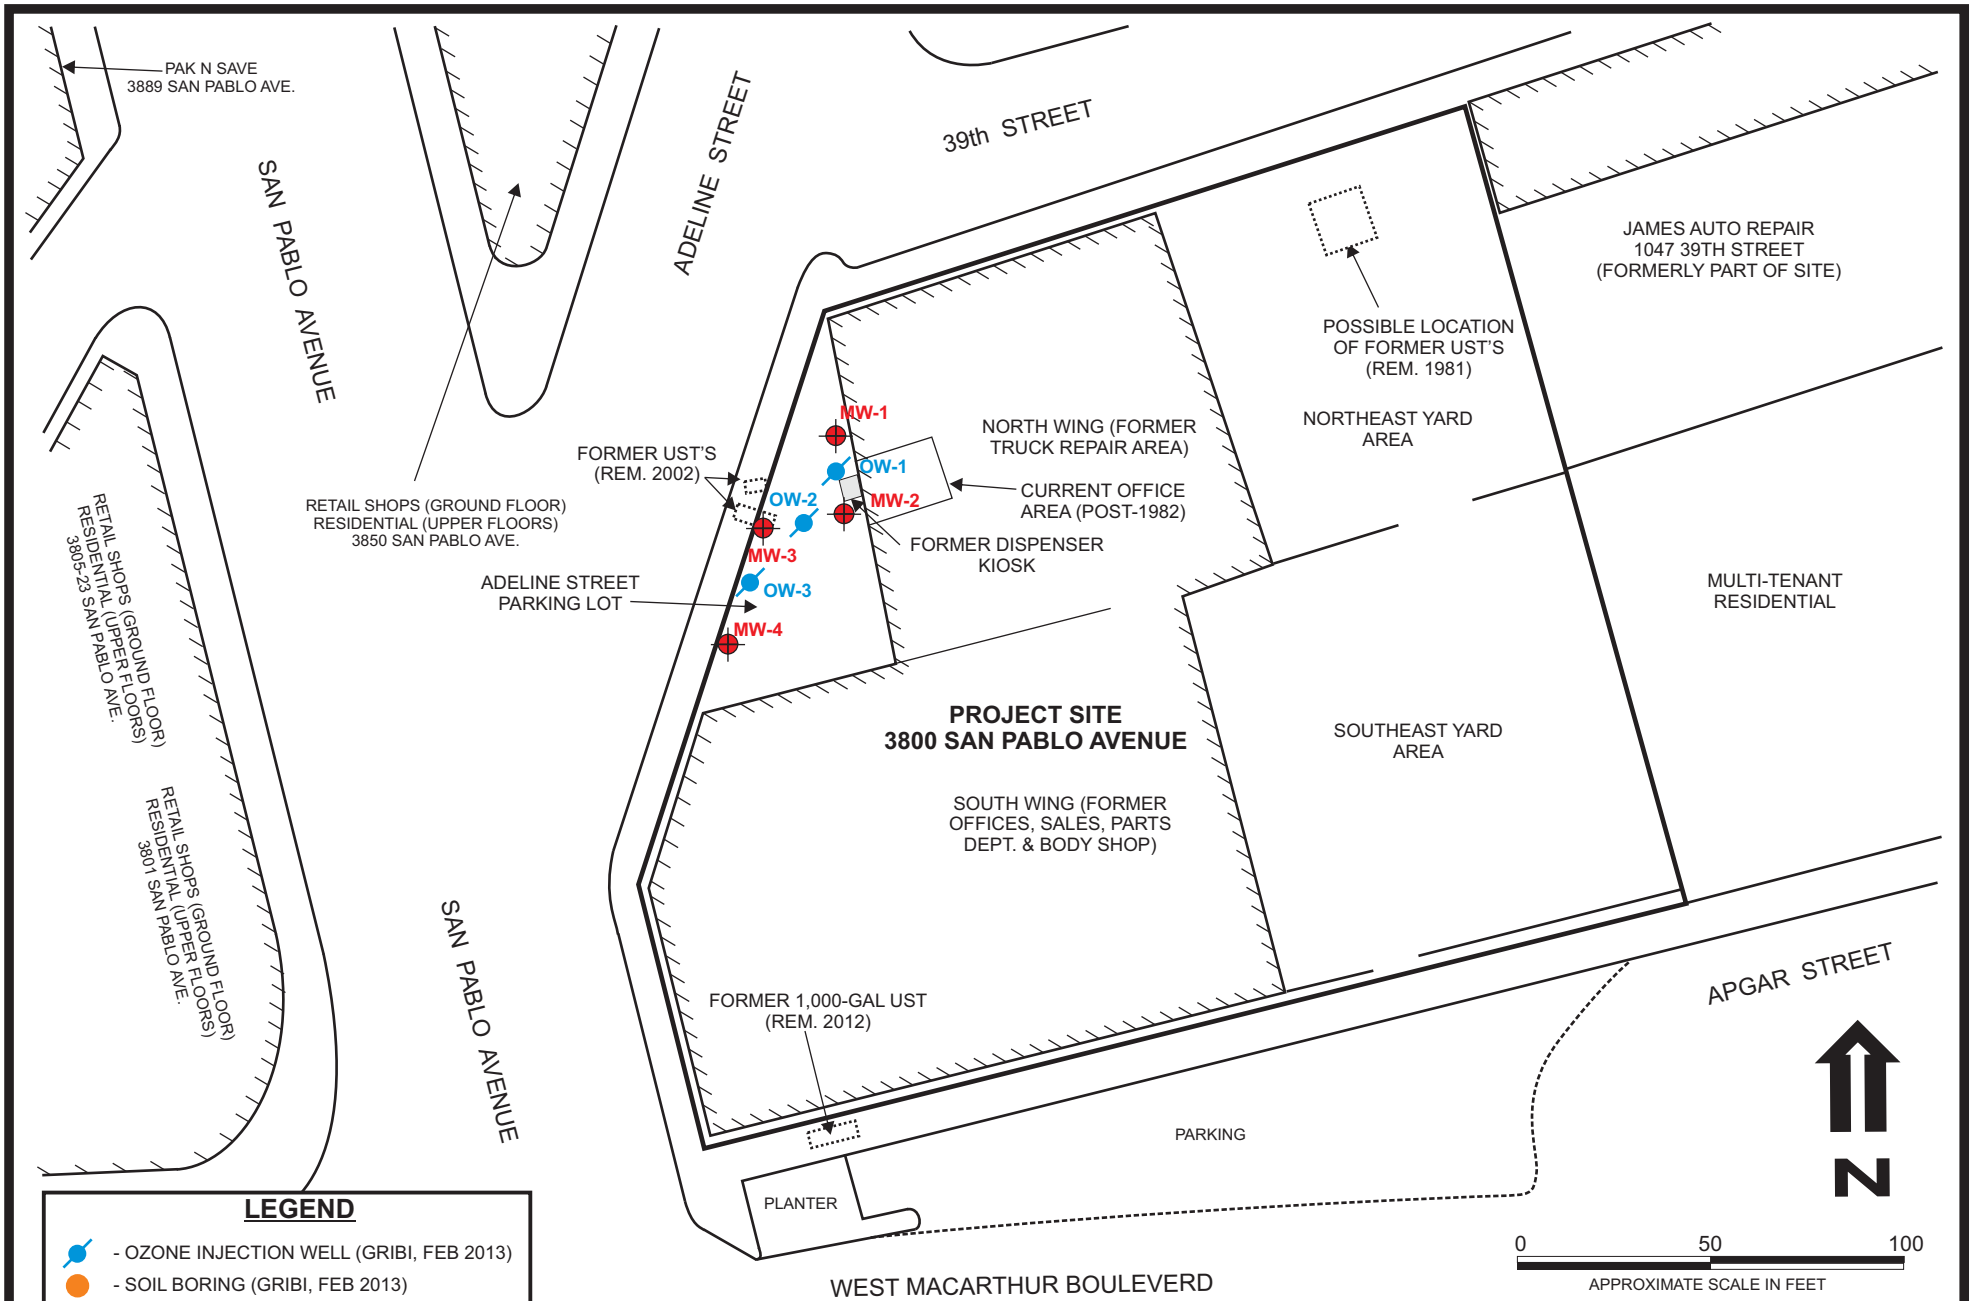 PAK N SAVE
3889 SAN PABLO AVE.
SAN PABLO AVENUE
ADELINE STREET
39th STREET
JAMES AUTO REPAIR
1047 39TH STREET
(FORMERLY PART OF SITE)
POSSIBLE LOCATION
OF FORMER UST'S
(REM. 1981)
NORTHEAST YARD
AREA
MW-1
NORTH WING (FORMER
TRUCK REPAIR AREA)
FORMER UST'S
(REM. 2002)
OW-1
OW-2
MW-2
CURRENT OFFICE
AREA (POST-1982)
RETAIL SHOPS (GROUND FLOOR)
RESIDENTIAL (UPPER FLOORS)
3850 SAN PABLO AVE.
MW-3
FORMER DISPENSER
KIOSK
ADELINE STREET
PARKING LOT
OW-3
MW-4
MULTI-TENANT
RESIDENTIAL
RETAIL SHOPS (GROUND FLOOR)
RESIDENTIAL (UPPER FLOORS)
3805-23 SAN PABLO AVE.
PROJECT SITE
3800 SAN PABLO AVENUE
SOUTHEAST YARD
AREA
SOUTH WING (FORMER
OFFICES, SALES, PARTS
DEPT. & BODY SHOP)
RETAIL SHOPS (GROUND FLOOR)
RESIDENTIAL (UPPER FLOORS)
3801 SAN PABLO AVE.
SAN PABLO AVENUE
FORMER 1,000-GAL UST
(REM. 2012)
APGAR STREET
PARKING
PLANTER
N
LEGEND
- OZONE INJECTION WELL (GRIBI, FEB 2013)
- SOIL BORING (GRIBI, FEB 2013)
WEST MACARTHUR BOULEVERD
0 50 100
APPROXIMATE SCALE IN FEET